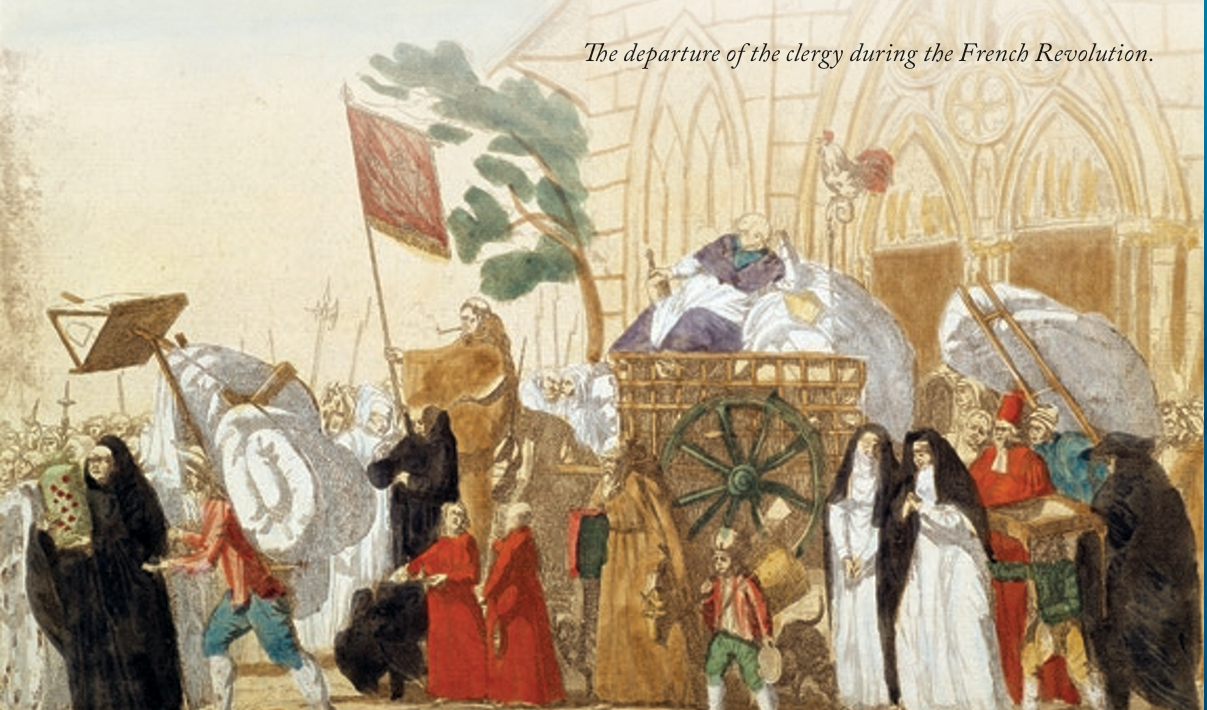 The departure of the clergy during the French Revolution.